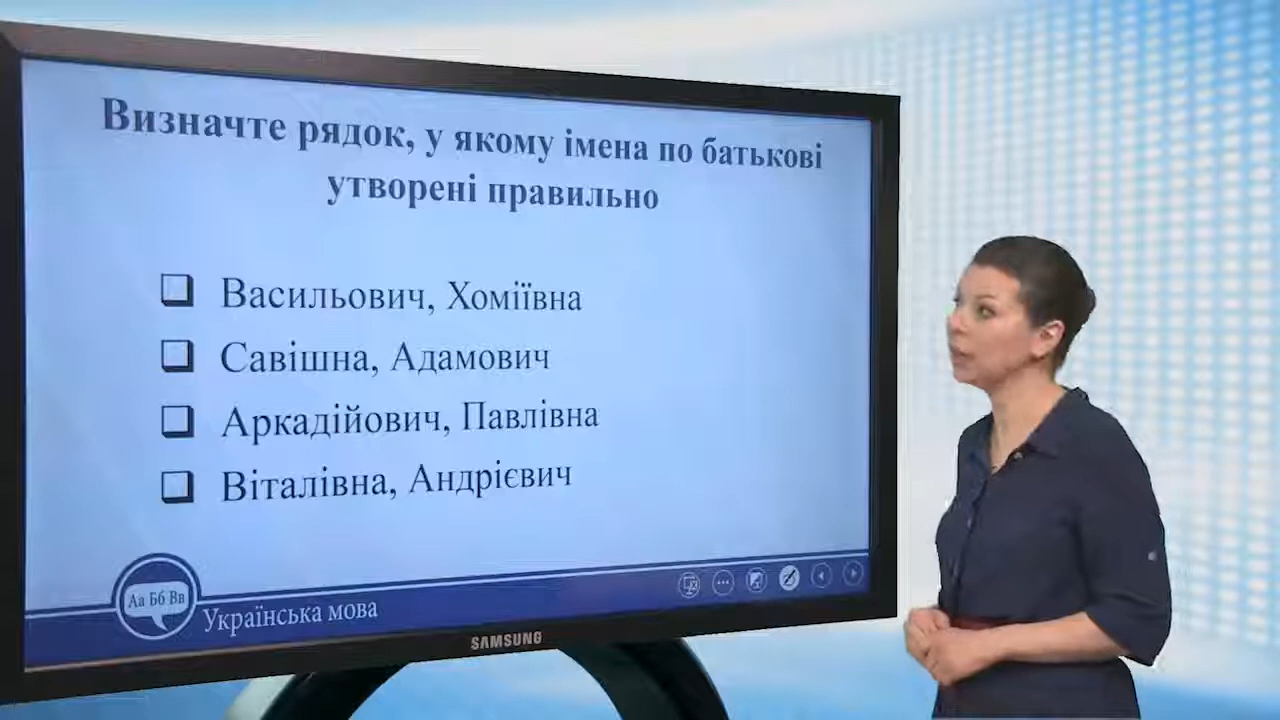 Визначте рядок, у якому імена по батькові
утворені правильно
Васильович, Хоміївна
Савішна, Адамович
Аркадійович, Павлівна
Віталівна, Андрієвич
Аа Бб Вв
Українська мова
SAMSUNG